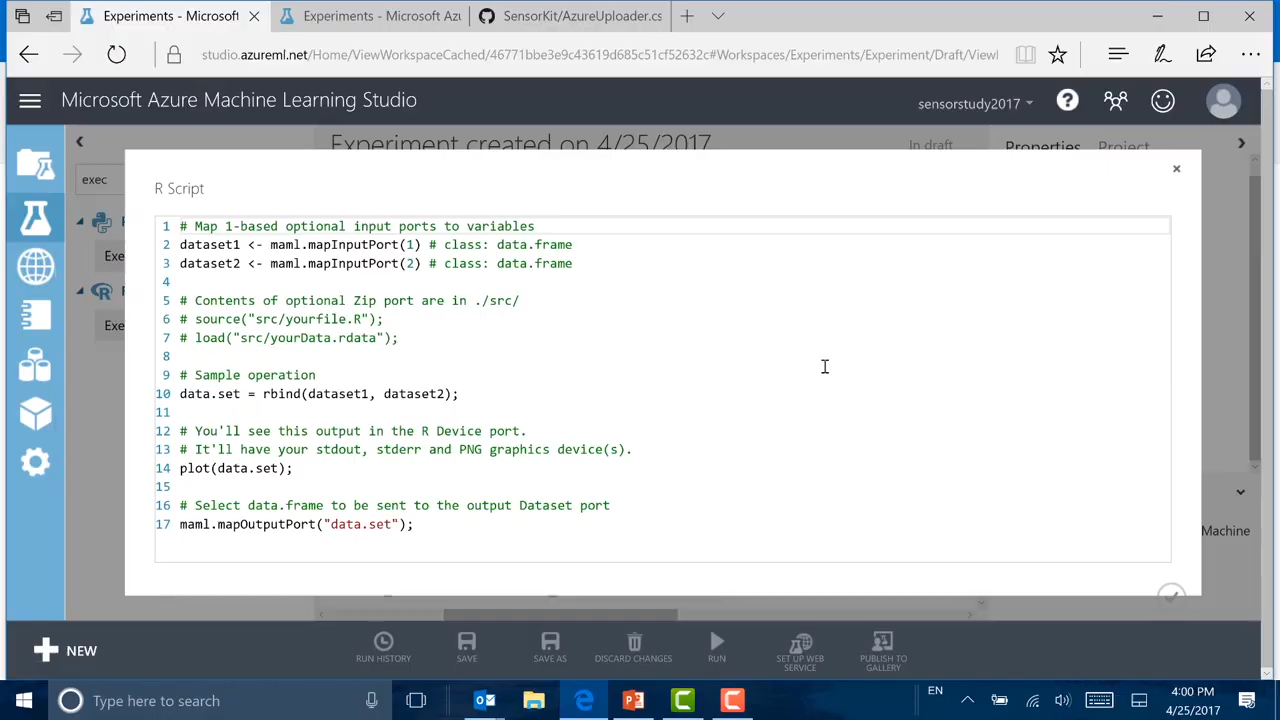 Experiments - Microsoft
Experiments - Microsoft Az
SensorKit/AzureUploader.cs
studio.azureml.net/Home/ViewWorkspaceCached/46771bbe3e9c43619d685c51cf52632c#Workspaces/Experiments/Experiment/Draft/ViewI
Microsoft Azure Machine Learning Studio
sensorstudy2017
Experiment created on 4/25/2017
In draft
Properties Project
exec
R Script
Exe
Exe
1 # Map 1-based optional input ports to variables
2 dataset1 <- maml.mapInputPort(1) # class: data.frame
3 dataset2 <- maml.mapInputPort(2) # class: data.frame
4
5 # Contents of optional Zip port are in ./src/
6 # source("src/yourfile.R");
7 # load("src/yourData.rdata");
8
9 # Sample operation
10 data.set = rbind(dataset1, dataset2);
11
12 # You'll see this output in the R Device port.
13 # It'll have your stdout, stderr and PNG graphics device(s).
14 plot(data.set);
15
16 # Select data.frame to be sent to the output Dataset port
17 maml.mapOutputPort("data.set");
Machine
NEW
RUN HISTORY
SAVE
SAVE AS
DISCARD CHANGES
RUN
SET UP WEB
SERVICE
PUBLISH TO
GALLERY
Type here to search
EN
4:00 PM
4/25/2017